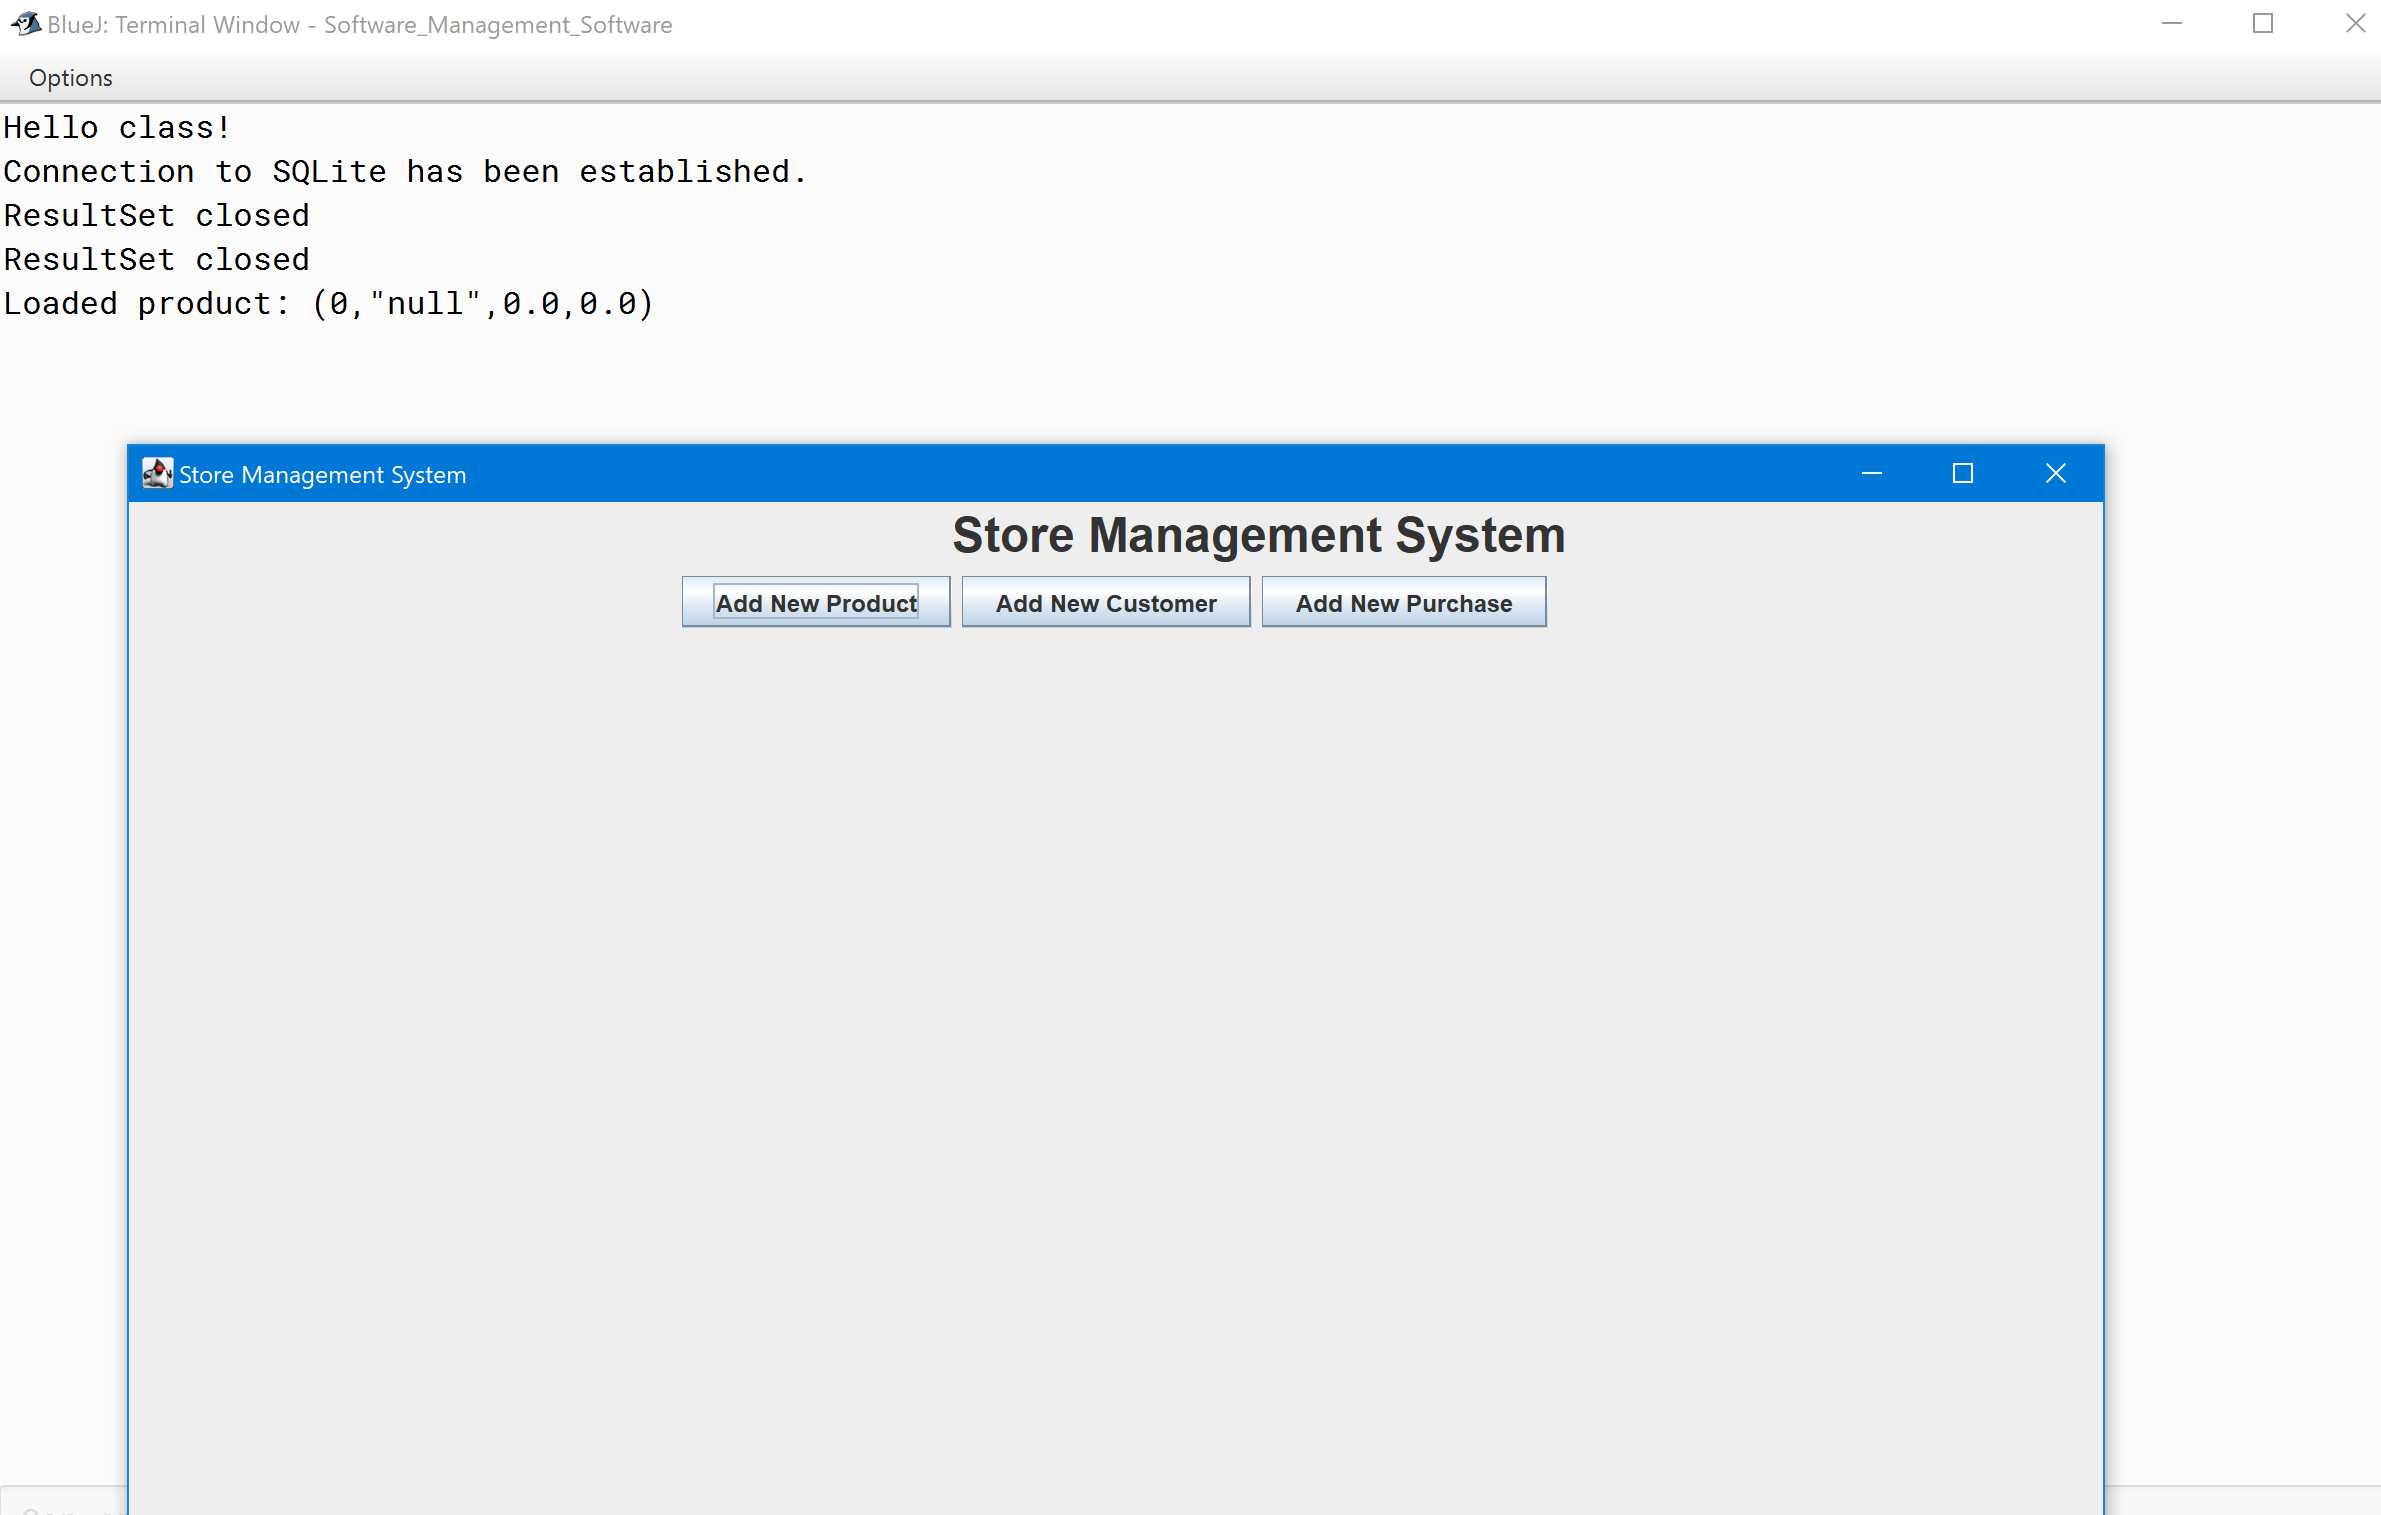 BlueJ: Terminal Window - Software_Management_Software
Options
Hello class!
Connection to SQLite has been established.
ResultSet closed
ResultSet closed
Loaded product: (0,"null",0.0,0.0)
Store Management System
Store Management System
Add New Product Add New Customer Add New Purchase